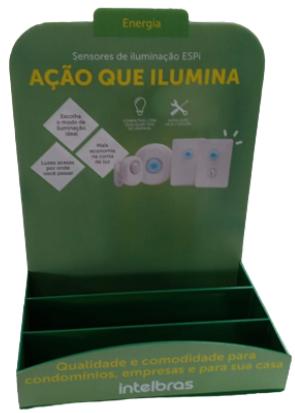 Energia
Sensores de iluminação ESPi
AÇÃO QUE ILUMINA
Escolha
o modo de
iluminação
ideal
Mais
economia
na conta
de luz
Luzes acesas
por onde
você passar
Qualidade e comodidade para
condomínios, empresas e para sua casa
intelbras